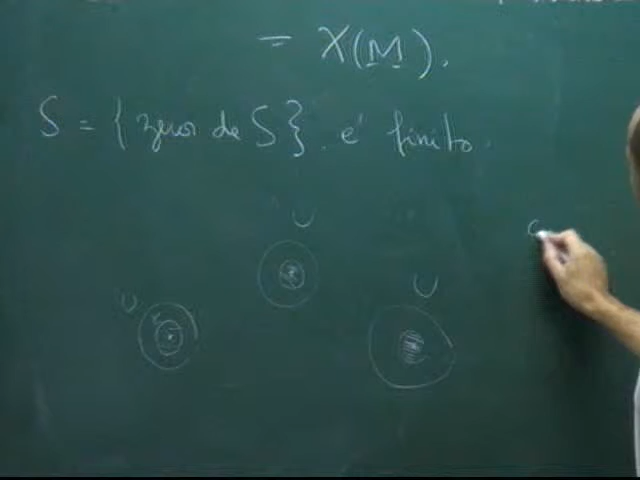 = χ(M).
S = { zeros de S }. é finito.
U
U
U